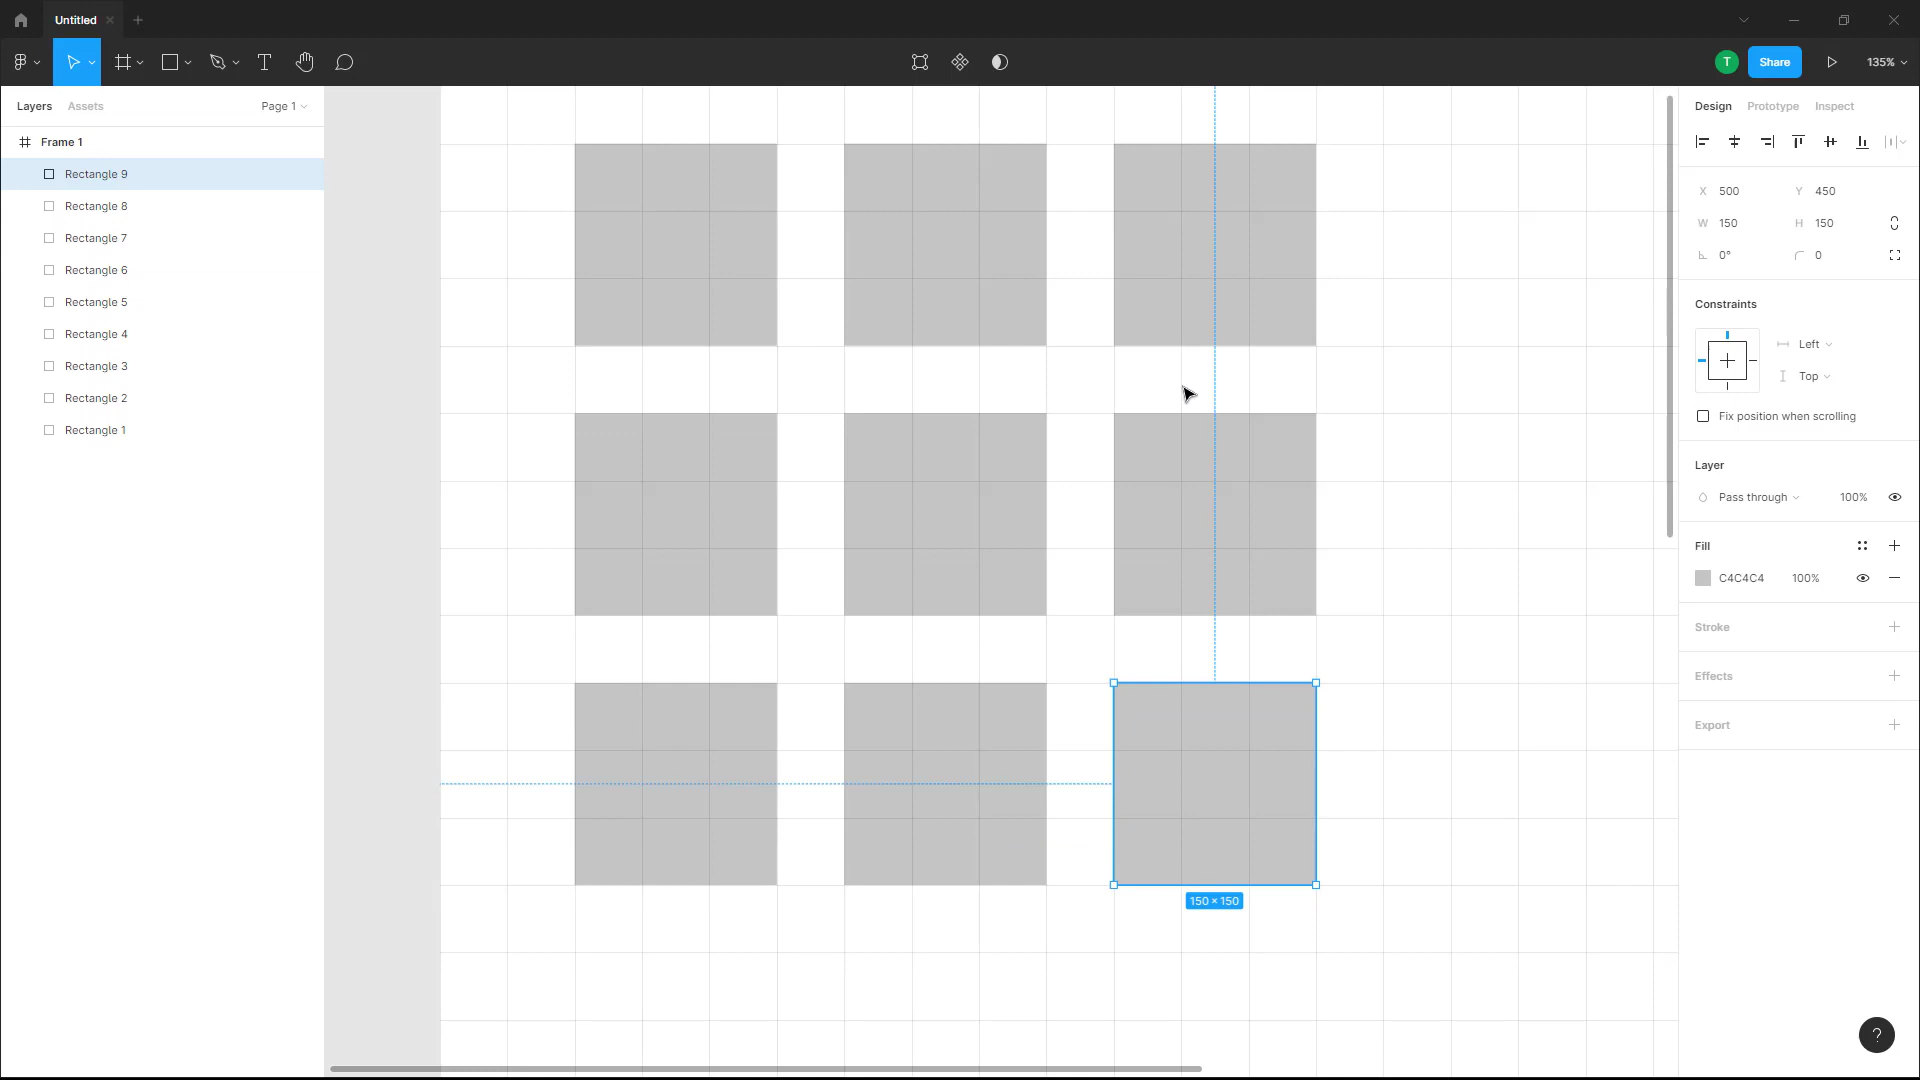 Untitled
T
Share
135%
Layers
Assets
Page 1
Design
Prototype
Inspect
Frame 1
Rectangle 9
Rectangle 8
Rectangle 7
Rectangle 6
Rectangle 5
Rectangle 4
Rectangle 3
Rectangle 2
Rectangle 1
150 × 150
X 500 Y 450
W 150 H 150
0° 0
Constraints
Left
Top
Fix position when scrolling
Layer
Pass through 100%
Fill
C4C4C4 100%
Stroke
Effects
Export
?